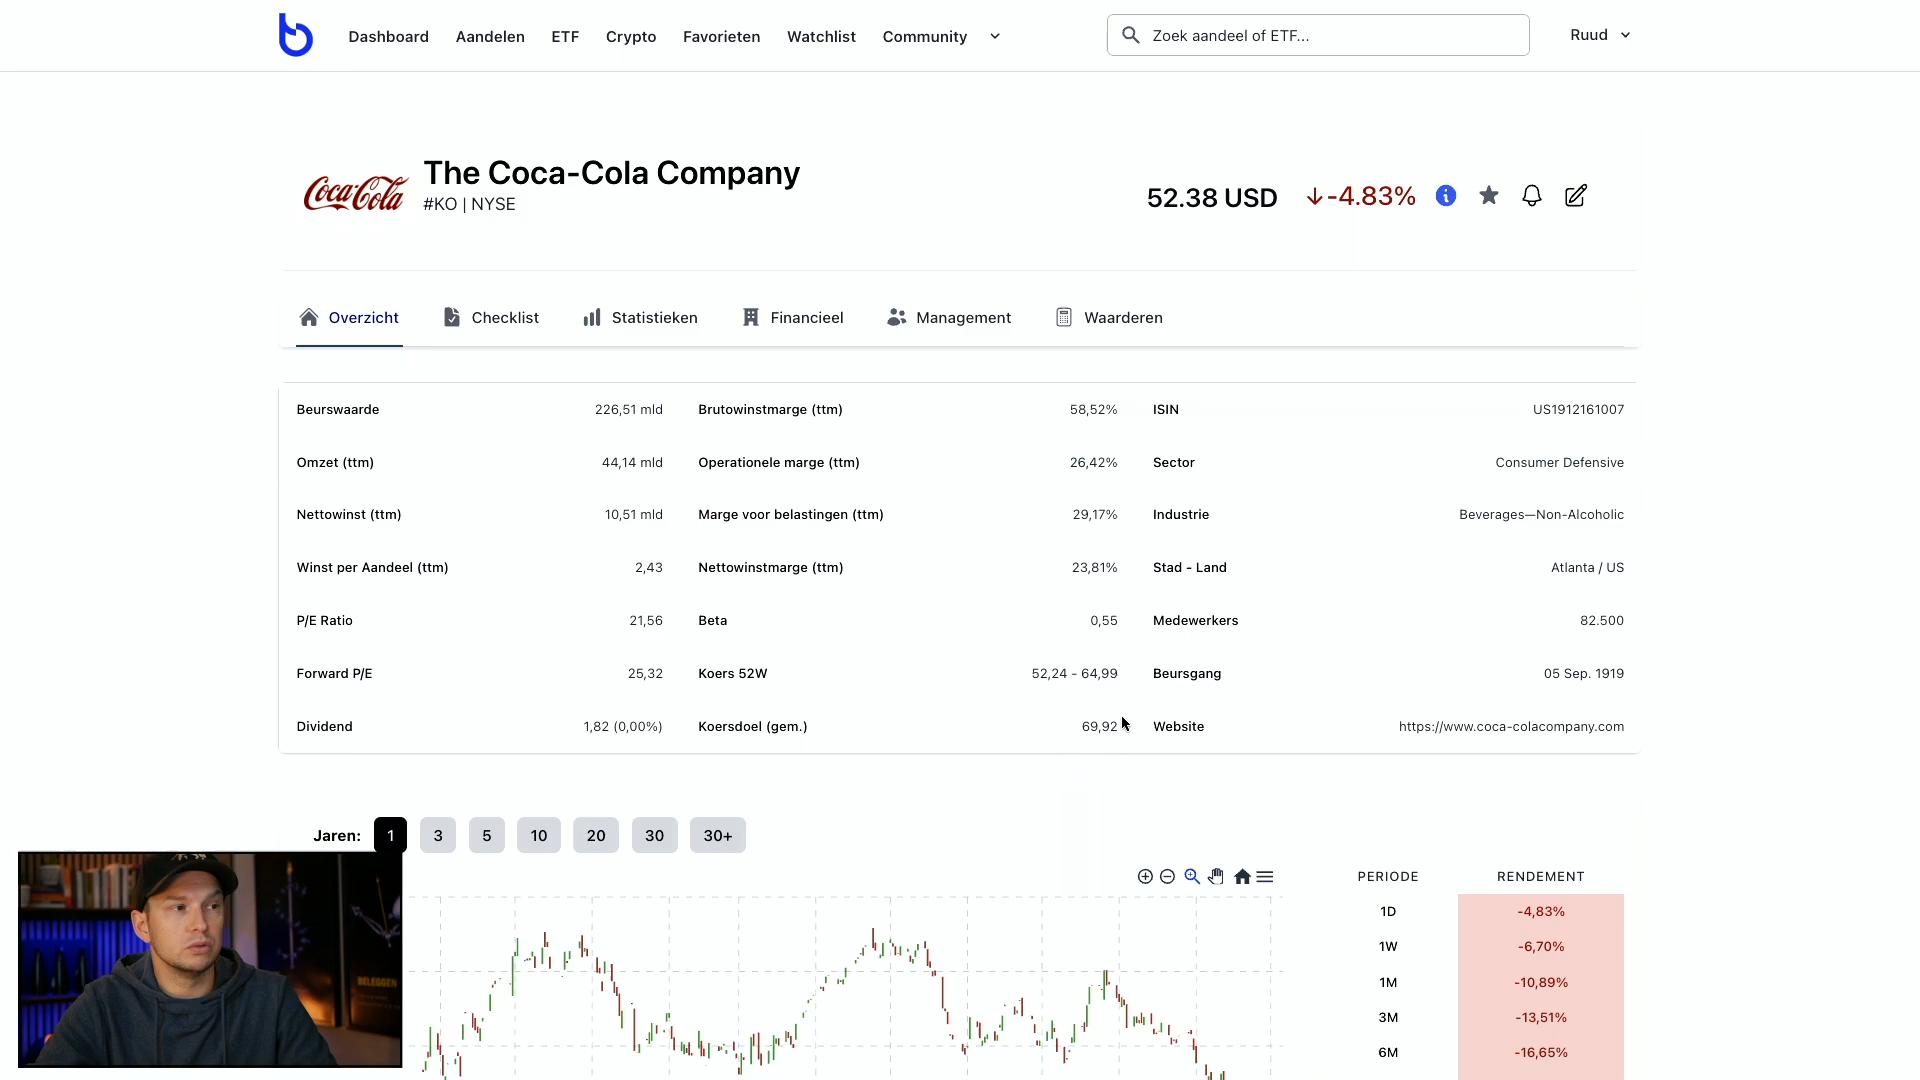 Dashboard Aandelen ETF Crypto Favorieten Watchlist Community Zoek aandeel of ETF... Ruud
Coca-Cola The Coca-Cola Company
#KO | NYSE
52.38 USD ↓-4.83%
Overzicht Checklist Statistieken Financieel Management Waarderen
Beurswaarde 226,51 mld Brutowinstmarge (ttm) 58,52% ISIN US1912161007
Omzet (ttm) 44,14 mld Operationele marge (ttm) 26,42% Sector Consumer Defensive
Nettowinst (ttm) 10,51 mld Marge voor belastingen (ttm) 29,17% Industrie Beverages—Non-Alcoholic
Winst per Aandeel (ttm) 2,43 Nettowinstmarge (ttm) 23,81% Stad - Land Atlanta / US
P/E Ratio 21,56 Beta 0,55 Medewerkers 82.500
Forward P/E 25,32 Koers 52W 52,24 - 64,99 Beursgang 05 Sep. 1919
Dividend 1,82 (0,00%) Koersdoel (gem.) 69,92 Website https://www.coca-colacompany.com
Jaren: 1 3 5 10 20 30 30+
PERIODE RENDEMENT
1D -4,83%
1W -6,70%
1M -10,89%
3M -13,51%
6M -16,65%
BELEGGEN